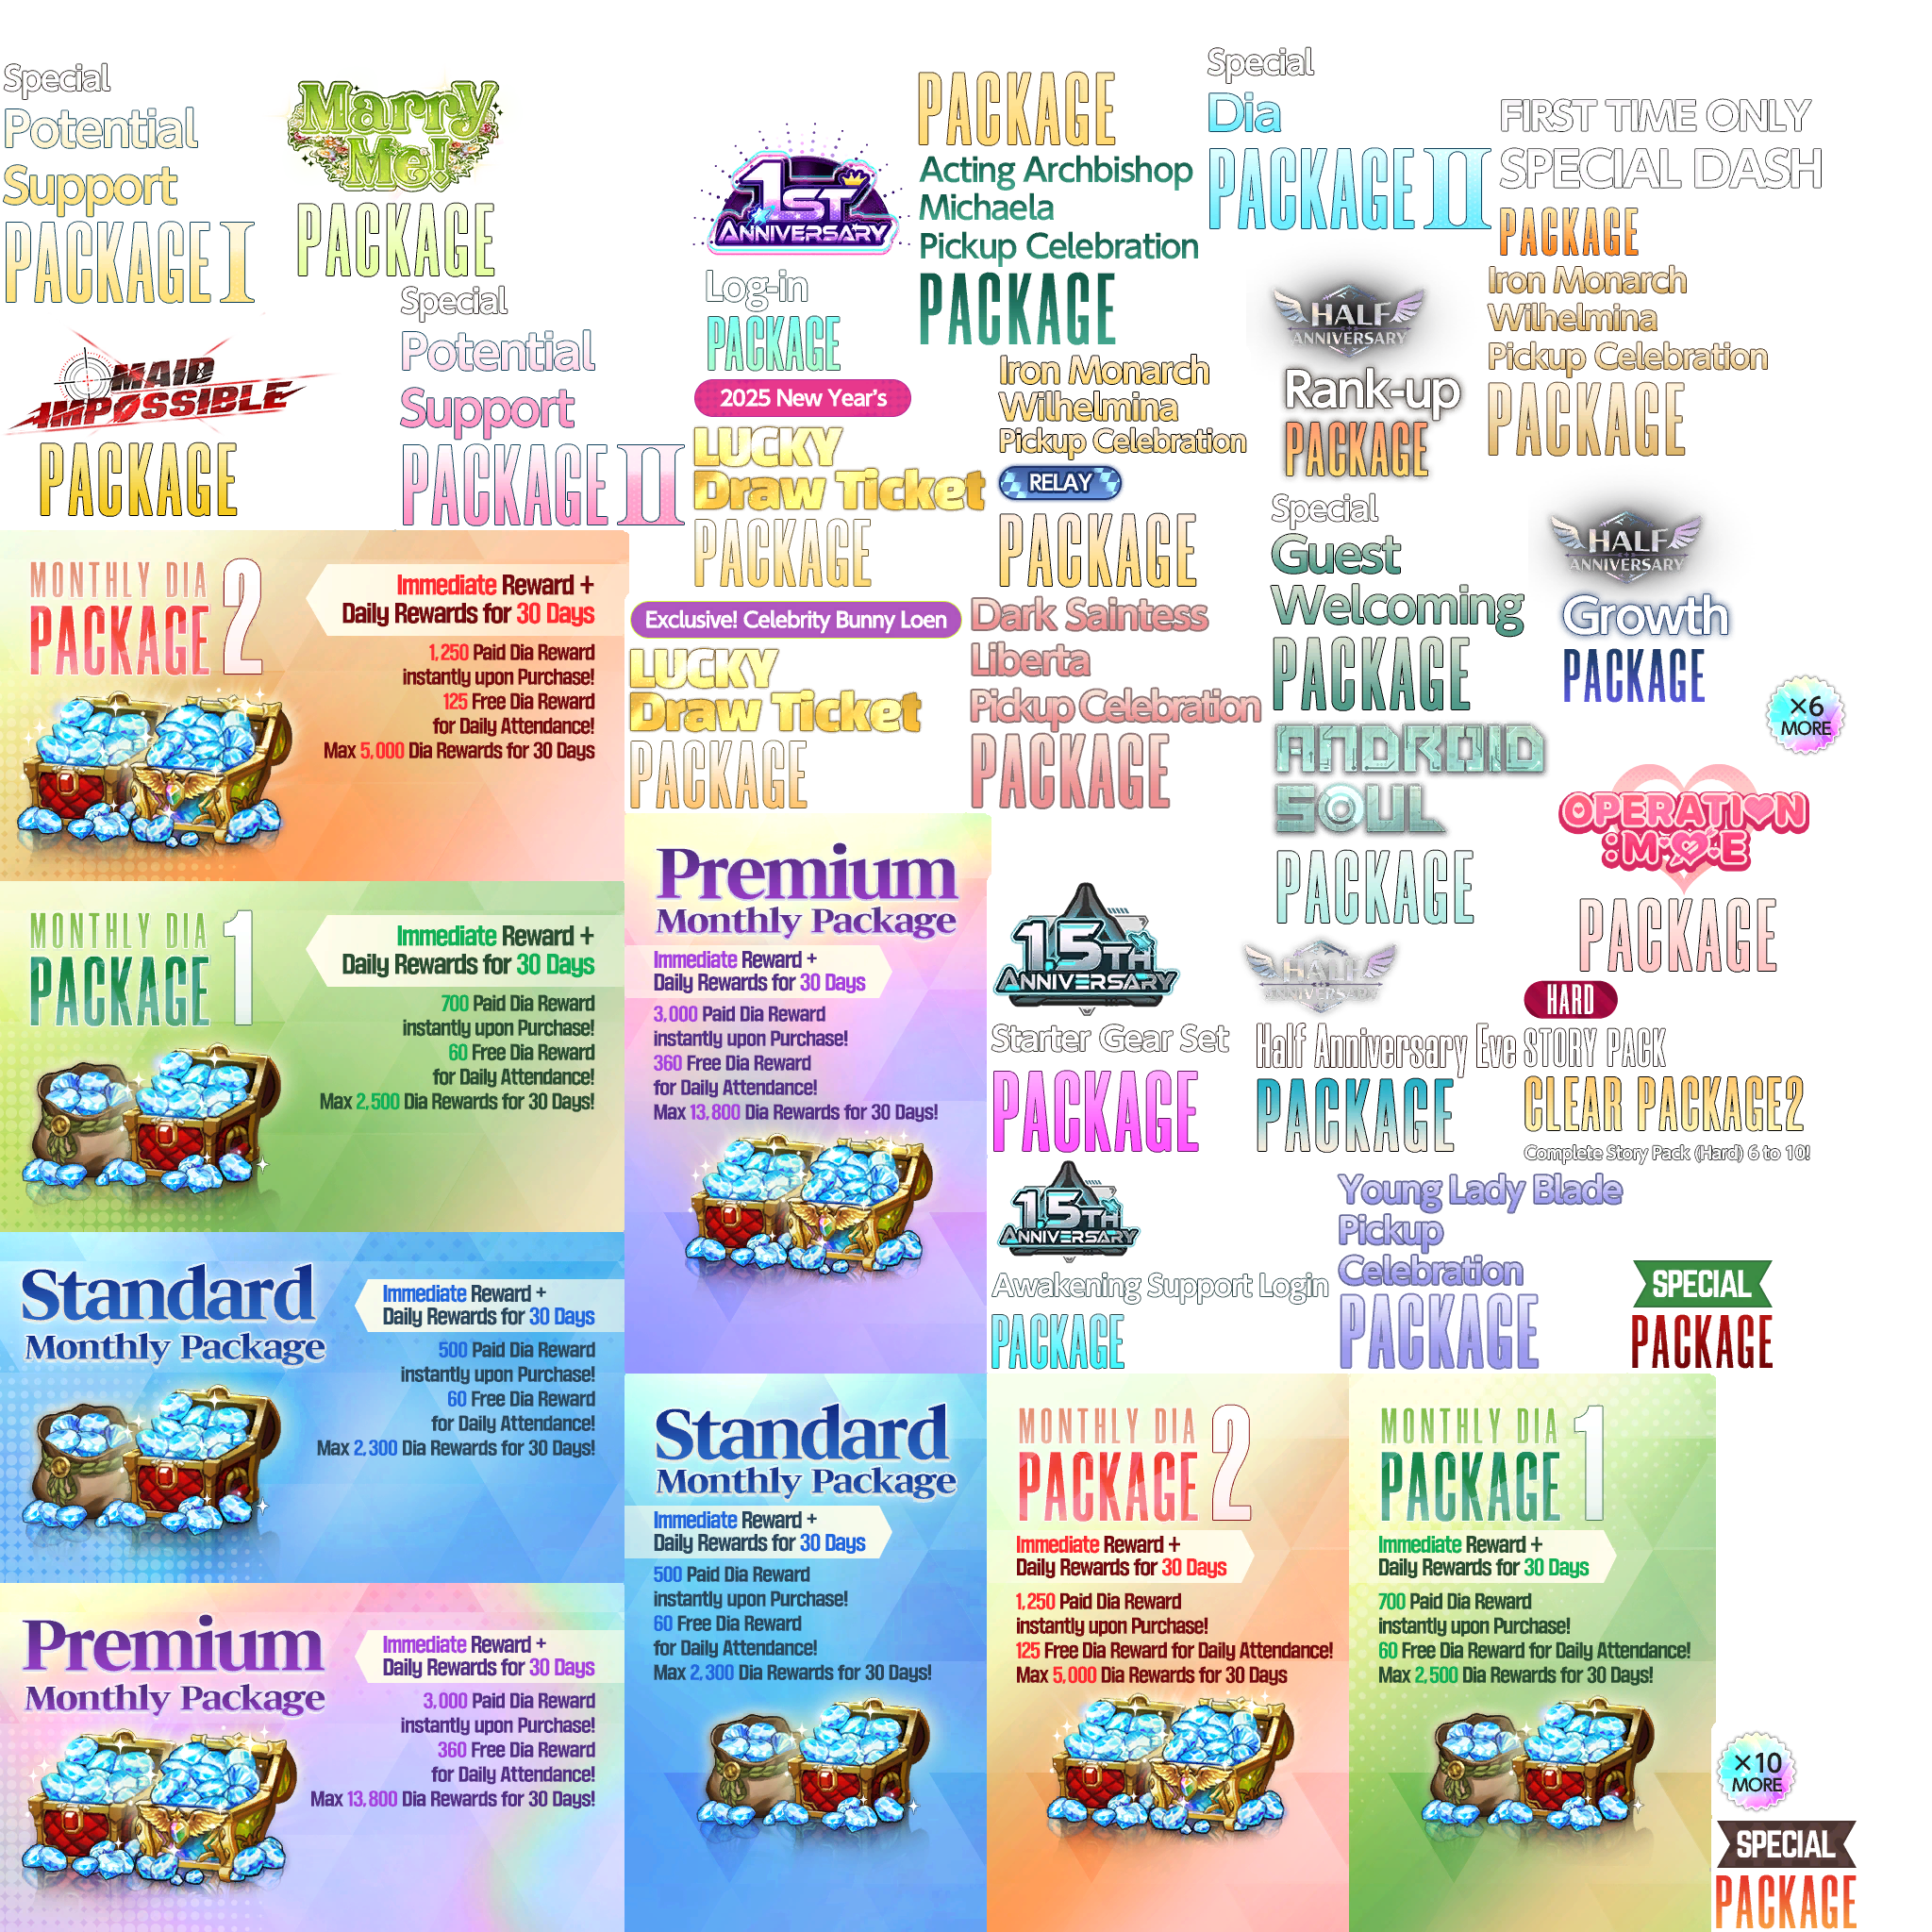 Special
Potential
Support
PACKAGE I
Marry
Me!
PACKAGE
MAID
IMPOSSIBLE
PACKAGE
Special
Potential
Support
PACKAGE II
1ST
ANNIVERSARY
Log-in
PACKAGE
2025 New Year's
LUCKY
Draw Ticket
PACKAGE
PACKAGE
Acting Archbishop
Michaela
Pickup Celebration
PACKAGE
Iron Monarch
Wilhelmina
Pickup Celebration
RELAY
PACKAGE
Special
Dia
PACKAGE II
FIRST TIME ONLY
SPECIAL DASH
PACKAGE
HALF
ANNIVERSARY
Rank-up
PACKAGE
Iron Monarch
Wilhelmina
Pickup Celebration
PACKAGE
Special
Guest
Welcoming
PACKAGE
HALF
ANNIVERSARY
Growth
PACKAGE
×6
MORE
MONTHLY DIA
PACKAGE 2
Immediate Reward +
Daily Rewards for 30 Days
1,250 Paid Dia Reward
instantly upon Purchase!
125 Free Dia Reward
for Daily Attendance!
Max 5,000 Dia Rewards for 30 Days
Exclusive! Celebrity Bunny Loen
LUCKY
Draw Ticket
PACKAGE
Dark Saintess
Liberta
Pickup Celebration
PACKAGE
ANDROID
SOUL
PACKAGE
OPERATION
:M·O·E
PACKAGE
MONTHLY DIA
PACKAGE 1
Immediate Reward +
Daily Rewards for 30 Days
700 Paid Dia Reward
instantly upon Purchase!
60 Free Dia Reward
for Daily Attendance!
Max 2,500 Dia Rewards for 30 Days!
Premium
Monthly Package
Immediate Reward +
Daily Rewards for 30 Days
3,000 Paid Dia Reward
instantly upon Purchase!
360 Free Dia Reward
for Daily Attendance!
Max 13,800 Dia Rewards for 30 Days!
1.5TH
ANNIVERSARY
Starter Gear Set
PACKAGE
HALF
ANNIVERSARY
Half Anniversary Eve
PACKAGE
HARD
STORY PACK
CLEAR PACKAGE2
Complete Story Pack (Hard) 6 to 10!
1.5TH
ANNIVERSARY
Awakening Support Login
PACKAGE
Young Lady Blade
Pickup
Celebration
PACKAGE
SPECIAL
PACKAGE
Standard
Monthly Package
Immediate Reward +
Daily Rewards for 30 Days
500 Paid Dia Reward
instantly upon Purchase!
60 Free Dia Reward
for Daily Attendance!
Max 2,300 Dia Rewards for 30 Days!
Premium
Monthly Package
Immediate Reward +
Daily Rewards for 30 Days
3,000 Paid Dia Reward
instantly upon Purchase!
360 Free Dia Reward
for Daily Attendance!
Max 13,800 Dia Rewards for 30 Days!
Standard
Monthly Package
Immediate Reward +
Daily Rewards for 30 Days
500 Paid Dia Reward
instantly upon Purchase!
60 Free Dia Reward
for Daily Attendance!
Max 2,300 Dia Rewards for 30 Days!
MONTHLY DIA
PACKAGE 2
Immediate Reward +
Daily Rewards for 30 Days
1,250 Paid Dia Reward
instantly upon Purchase!
125 Free Dia Reward for Daily Attendance!
Max 5,000 Dia Rewards for 30 Days
MONTHLY DIA
PACKAGE 1
Immediate Reward +
Daily Rewards for 30 Days
700 Paid Dia Reward
instantly upon Purchase!
60 Free Dia Reward for Daily Attendance!
Max 2,500 Dia Rewards for 30 Days!
×10
MORE
SPECIAL
PACKAGE